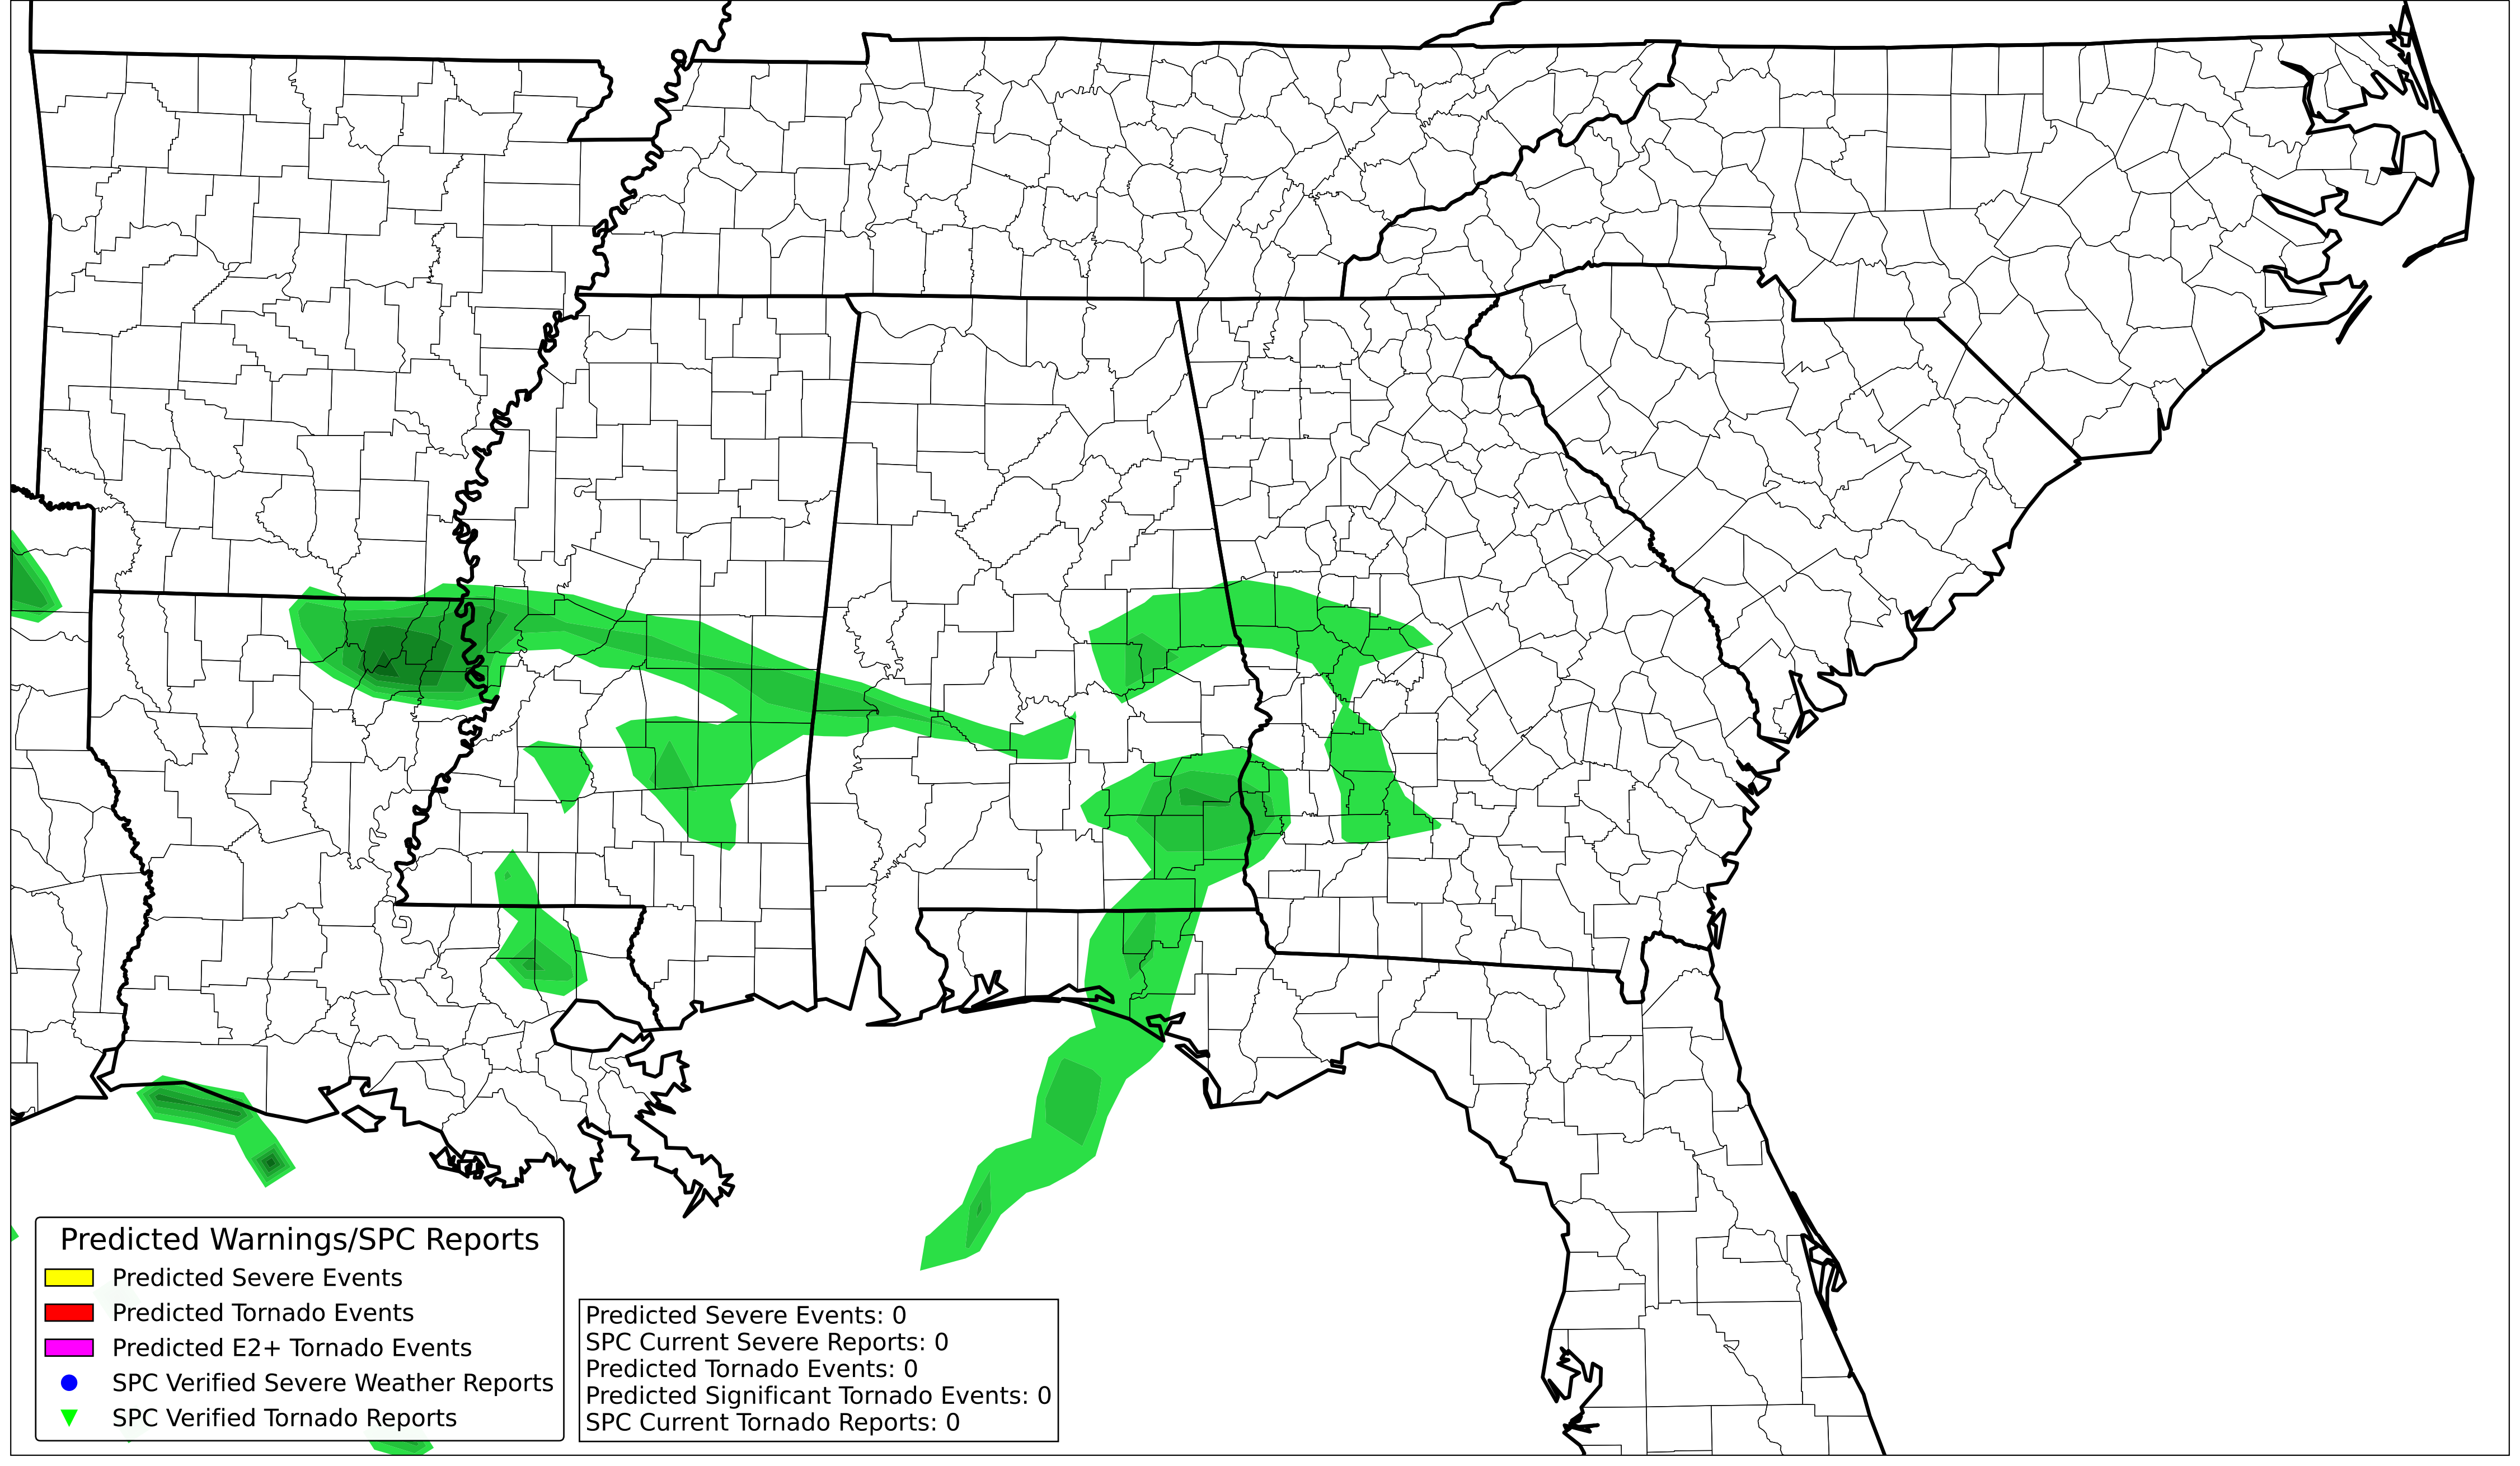 Predicted Warnings/SPC Reports
Predicted Severe Events
Predicted Tornado Events
Predicted E2+ Tornado Events
SPC Verified Severe Weather Reports
SPC Verified Tornado Reports
Predicted Severe Events: 0
SPC Current Severe Reports: 0
Predicted Tornado Events: 0
Predicted Significant Tornado Events: 0
SPC Current Tornado Reports: 0